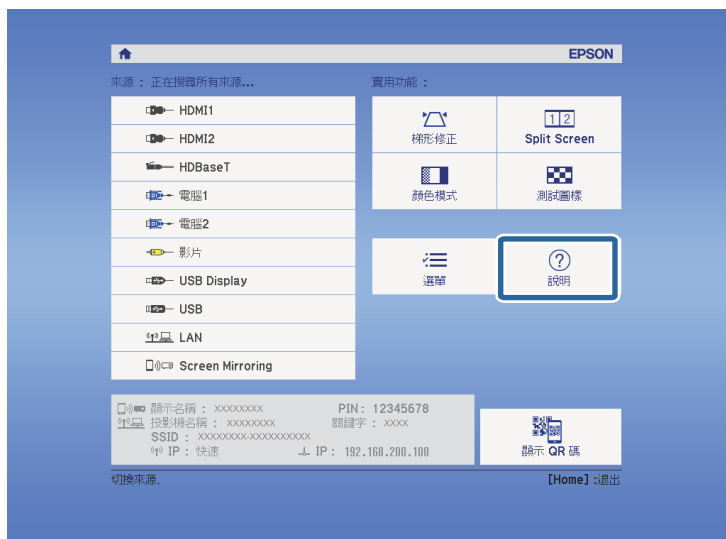 EPSON
來源 : 正在搜尋所有來源...
HDMI1
HDMI2
HDBaseT
電腦1
電腦2
影片
USB Display
USB
LAN
Screen Mirroring
實用功能 :
梯形修正
1 2
Split Screen
顏色模式
測試圖樣
選單
?
說明
顯示名稱 : xxxxxxxx
PIN : 12345678
投影機名稱 : xxxxxxxx
關鍵字 : xxxx
SSID : xxxxxxxx-xxxxxxxxxx
IP : 快速
IP : 192.168.200.100
顯示 QR 碼
切換來源.
[Home] :退出